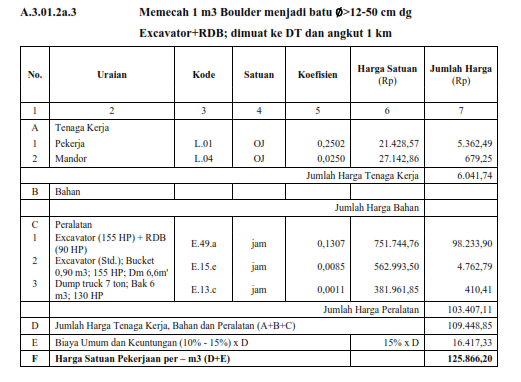 A.3.01.2a.3 Memecah 1 m3 Boulder menjadi batu Ø>12-50 cm dg
Excavator+RDB; dimuat ke DT dan angkut 1 km
No. Uraian Kode Satuan Koefisien Harga Satuan (Rp) Jumlah Harga (Rp)
1 2 3 4 5 6 7
A Tenaga Kerja
1 Pekerja L.01 OJ 0,2502 21.428,57 5.362,49
2 Mandor L.04 OJ 0,0250 27.142,86 679,25
Jumlah Harga Tenaga Kerja 6.041,74
B Bahan
Jumlah Harga Bahan
C Peralatan
1 Excavator (155 HP) + RDB (90 HP) E.49.a jam 0,1307 751.744,76 98.233,90
2 Excavator (Std.); Bucket 0,90 m3; 155 HP; Dm 6,6m' E.15.e jam 0,0085 562.993,50 4.762,79
3 Dump truck 7 ton; Bak 6 m3; 130 HP E.13.c jam 0,0011 381.961,85 410,41
Jumlah Harga Peralatan 103.407,11
D Jumlah Harga Tenaga Kerja, Bahan dan Peralatan (A+B+C) 109.448,85
E Biaya Umum dan Keuntungan (10% - 15%) x D 15% x D 16.417,33
F Harga Satuan Pekerjaan per – m3 (D+E) 125.866,20